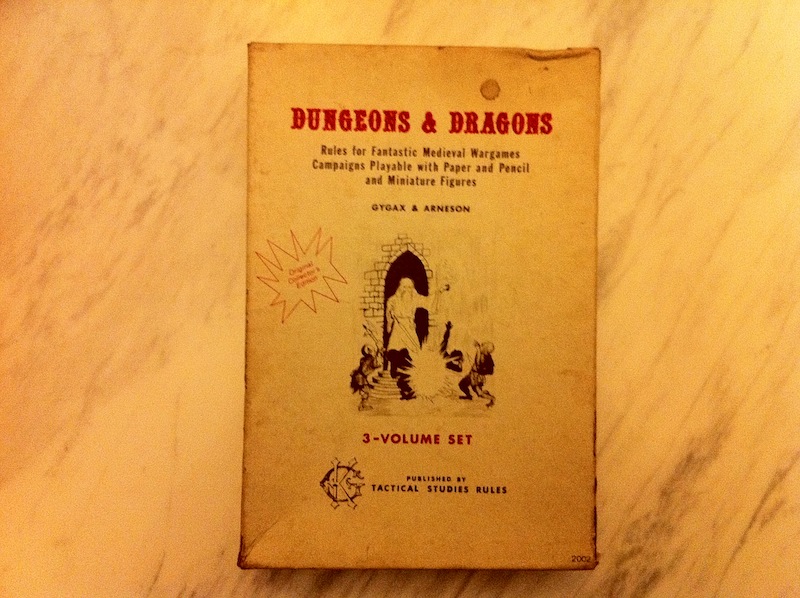 DUNGEONS & DRAGONS
Rules for Fantastic Medieval Wargames
Campaigns Playable with Paper and Pencil
and Miniature Figures
GYGAX & ARNESON
Original
Collector's
Edition
3-VOLUME SET
PUBLISHED BY
TACTICAL STUDIES RULES
2002